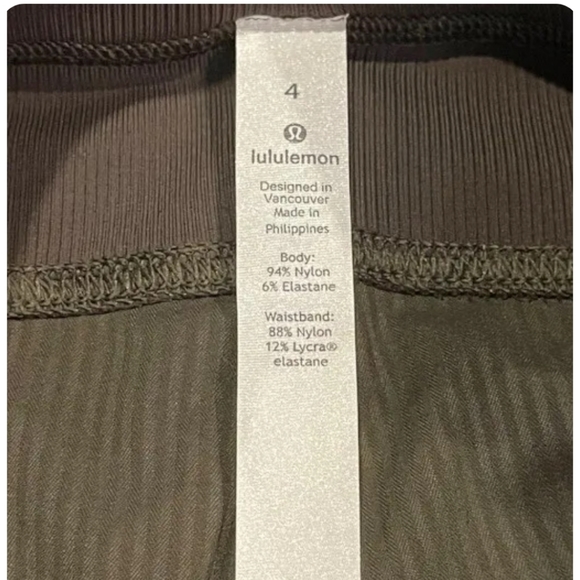 4
lululemon
Designed in
Vancouver
Made in
Philippines
Body:
94% Nylon
6% Elastane
Waistband:
88% Nylon
12% Lycra®
elastane